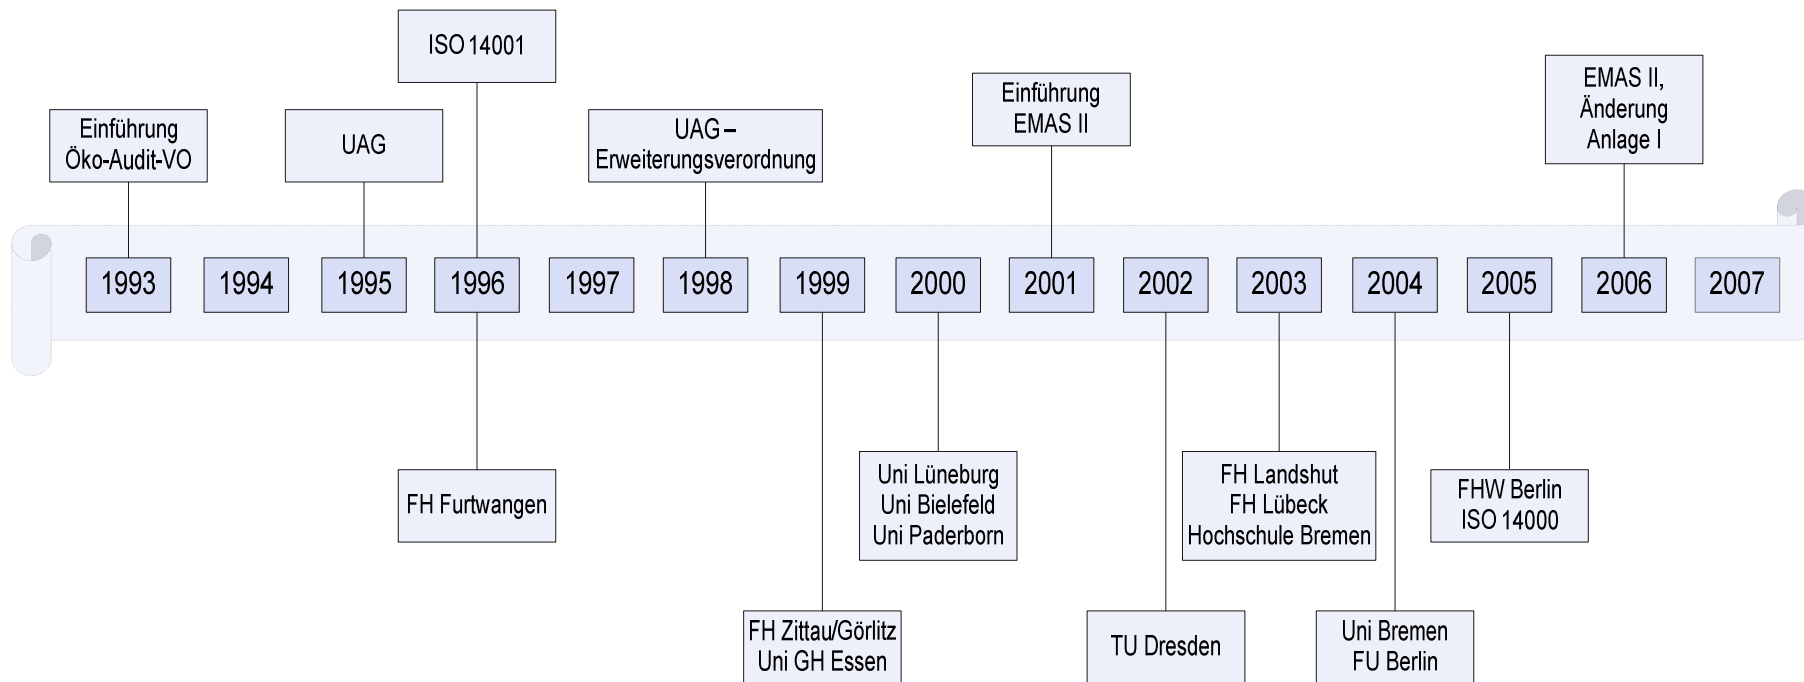 ISO 14001
Einführung
Öko-Audit-VO
UAG
UAG –
Erweiterungsverordnung
Einführung
EMAS II
EMAS II,
Änderung
Anlage I
1993
1994
1995
1996
1997
1998
1999
2000
2001
2002
2003
2004
2005
2006
2007
FH Furtwangen
FH Zittau/Görlitz
Uni GH Essen
Uni Lüneburg
Uni Bielefeld
Uni Paderborn
TU Dresden
FH Landshut
FH Lübeck
Hochschule Bremen
Uni Bremen
FU Berlin
FHW Berlin
ISO 14000